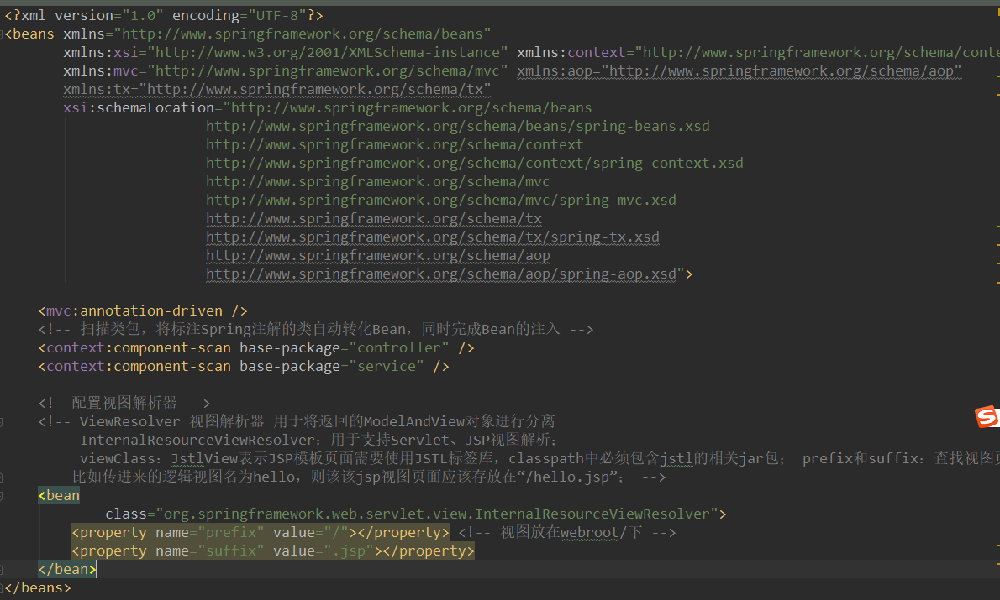 <?xml version="1.0" encoding="UTF-8"?>
<beans xmlns="http://www.springframework.org/schema/beans"
xmlns:xsi="http://www.w3.org/2001/XMLSchema-instance" xmlns:context="http://www.springframework.org/schema/conte
xmlns:mvc="http://www.springframework.org/schema/mvc" xmlns:aop="http://www.springframework.org/schema/aop"
xmlns:tx="http://www.springframework.org/schema/tx"
xsi:schemaLocation="http://www.springframework.org/schema/beans
http://www.springframework.org/schema/beans/spring-beans.xsd
http://www.springframework.org/schema/context
http://www.springframework.org/schema/context/spring-context.xsd
http://www.springframework.org/schema/mvc
http://www.springframework.org/schema/mvc/spring-mvc.xsd
http://www.springframework.org/schema/tx
http://www.springframework.org/schema/tx/spring-tx.xsd
http://www.springframework.org/schema/aop
http://www.springframework.org/schema/aop/spring-aop.xsd">
<mvc:annotation-driven />
<!-- 扫描类包，将标注Spring注解的类自动转化Bean，同时完成Bean的注入 -->
<context:component-scan base-package="controller" />
<context:component-scan base-package="service" />
<!--配置视图解析器 -->
<!-- ViewResolver 视图解析器 用于将返回的ModelAndView对象进行分离
InternalResourceViewResolver：用于支持Servlet、JSP视图解析；
viewClass：JstlView表示JSP模板页面需要使用JSTL标签库，classpath中必须包含jstl的相关jar包； prefix和suffix：查找视图页
比如传进来的逻辑视图名为hello，则该该jsp视图页面应该存放在“/hello.jsp”； -->
<bean
class="org.springframework.web.servlet.view.InternalResourceViewResolver">
<property name="prefix" value="/"></property> <!-- 视图放在webroot/下 -->
<property name="suffix" value=".jsp"></property>
</bean>
</beans>